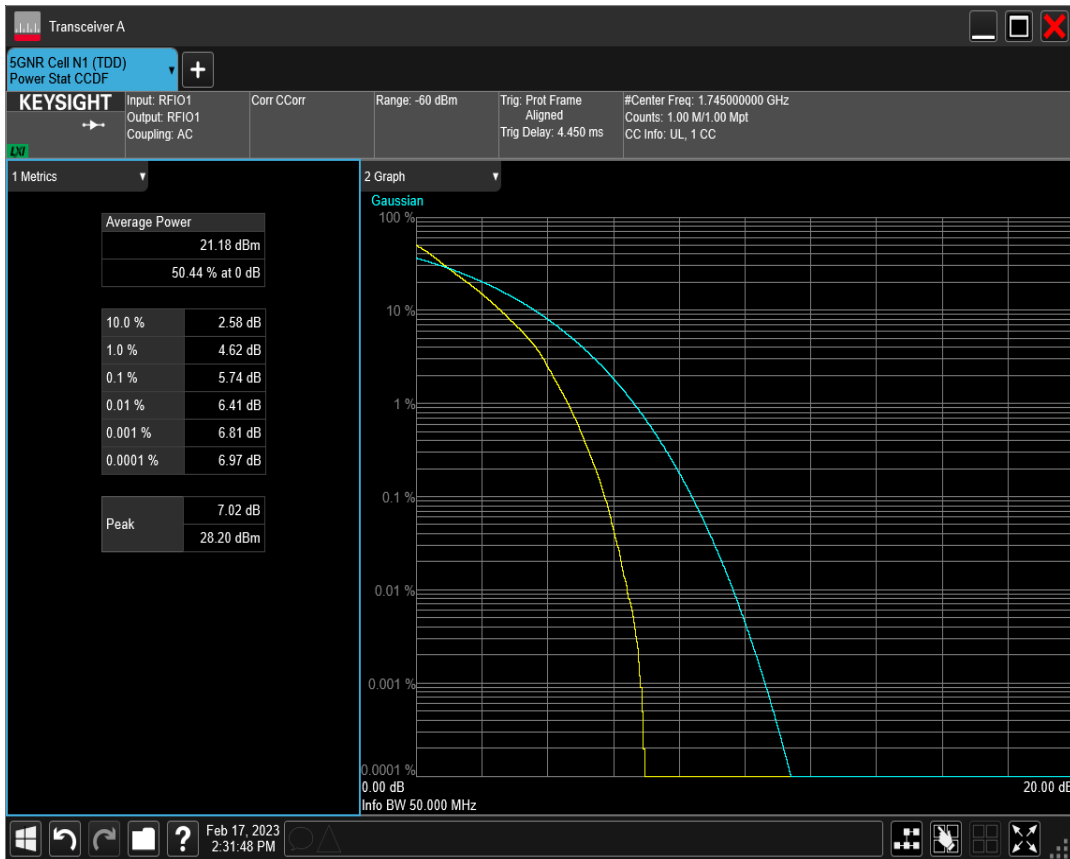 Transceiver A
5GNR Cell N1 (TDD)
Power Stat CCDF
+
KEYSIGHT
LXI
Input: RFIO1
Output: RFIO1
Coupling: AC
Corr CCorr
Range: -60 dBm
Trig: Prot Frame
Aligned
Trig Delay: 4.450 ms
#Center Freq: 1.745000000 GHz
Counts: 1.00 M/1.00 Mpt
CC Info: UL, 1 CC
1 Metrics
Average Power
21.18 dBm
50.44 % at 0 dB
10.0 % 2.58 dB
1.0 % 4.62 dB
0.1 % 5.74 dB
0.01 % 6.41 dB
0.001 % 6.81 dB
0.0001 % 6.97 dB
Peak 7.02 dB
28.20 dBm
2 Graph
Gaussian
100 %
10 %
1 %
0.1 %
0.01 %
0.001 %
0.0001 %
0.00 dB 20.00 dB
Info BW 50.000 MHz
?
Feb 17, 2023
2:31:48 PM